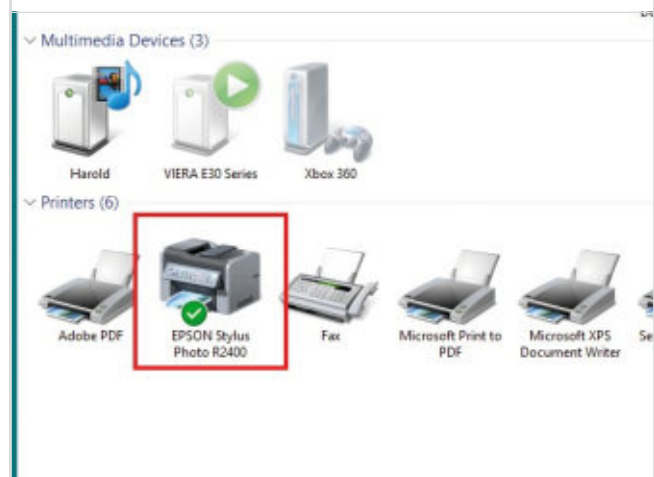 Multimedia Devices (3)
Harold
VIERA E30 Series
Xbox 360
Printers (6)
Adobe PDF
EPSON Stylus
Photo R2400
Fax
Microsoft Print to
PDF
Microsoft XPS
Document Writer